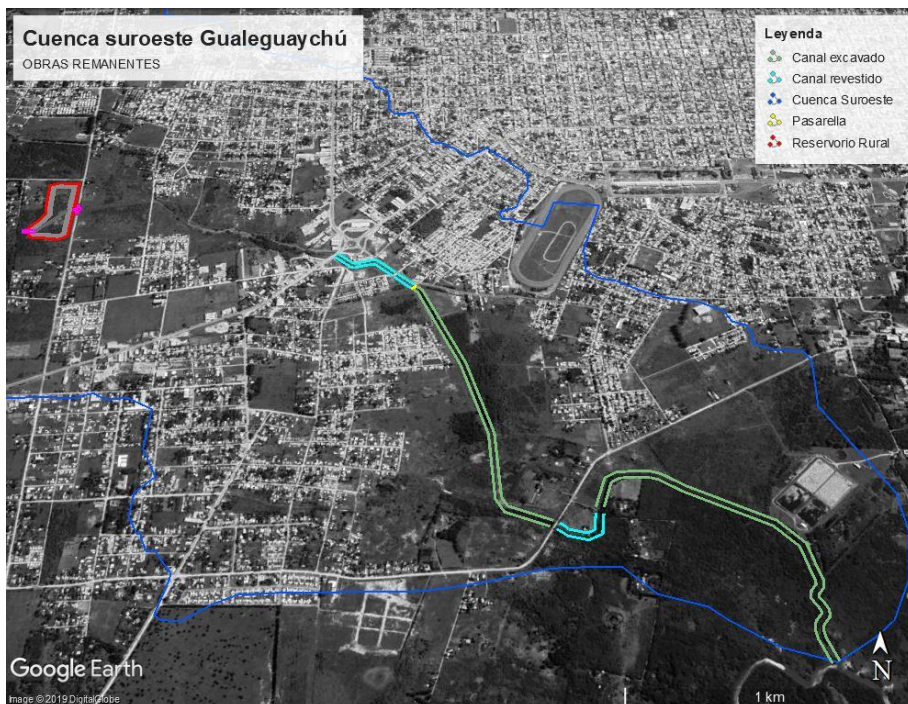 Cuenca suroeste Gualeguaychú
OBRAS REMANENTES
Leyenda
Canal excavado
Canal revestido
Cuenca Suroeste
Pasarella
Reservorio Rural
Google Earth
Image © 2019 DigitalGlobe
1 km
N